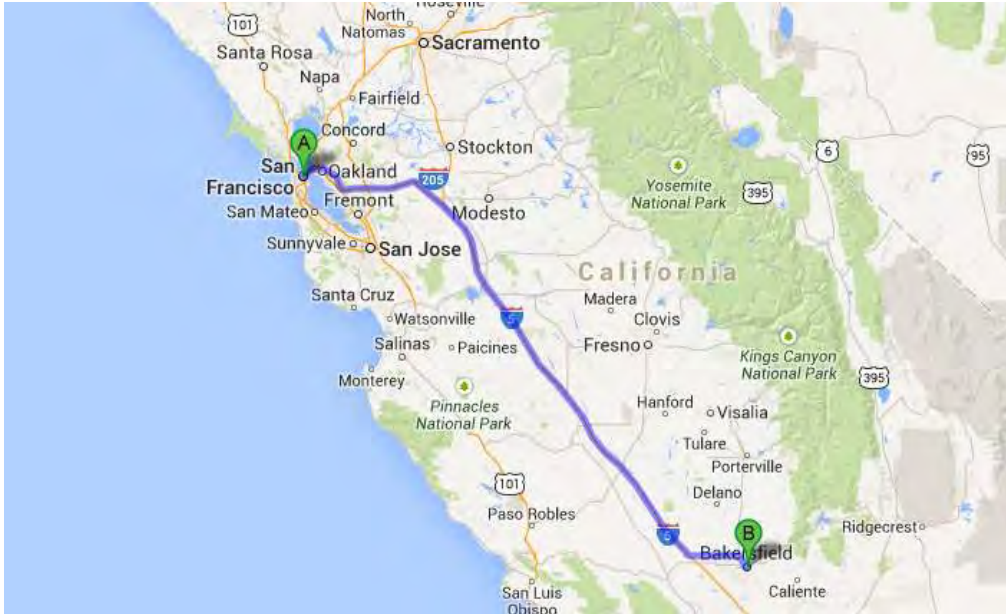 Roseville
101
North
Natomas
Sacramento
Santa Rosa
Napa
Fairfield
Concord
Stockton
6
95
A
San
Francisco
Oakland
205
Yosemite
National Park
395
San Mateo
Fremont
Modesto
Sunnyvale
San Jose
California
Santa Cruz
Madera
Watsonville
5
Clovis
Salinas
Paicines
Fresno
Kings Canyon
National Park
395
Monterey
Pinnacles
National Park
Hanford
Visalia
Tulare
Porterville
101
Delano
Paso Robles
B
Ridgecrest
Bakersfield
San Luis
Obispo
Caliente